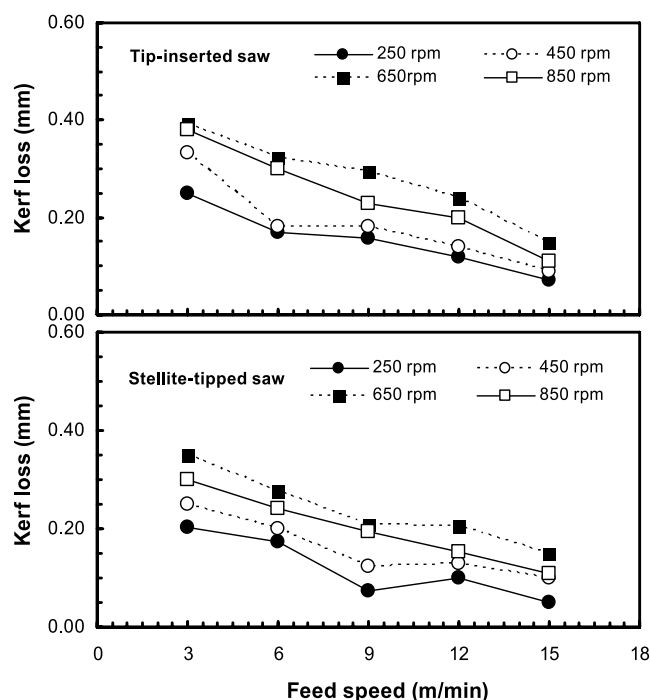 0.60
Tip-inserted saw
250 rpm
450 rpm
650rpm
850 rpm
0.40
0.20
0.00
Kerf loss (mm)
0.60
Stellite-tipped saw
250 rpm
450 rpm
650 rpm
850 rpm
0.40
0.20
0.00
Kerf loss (mm)
0 3 6 9 12 15 18
Feed speed (m/min)